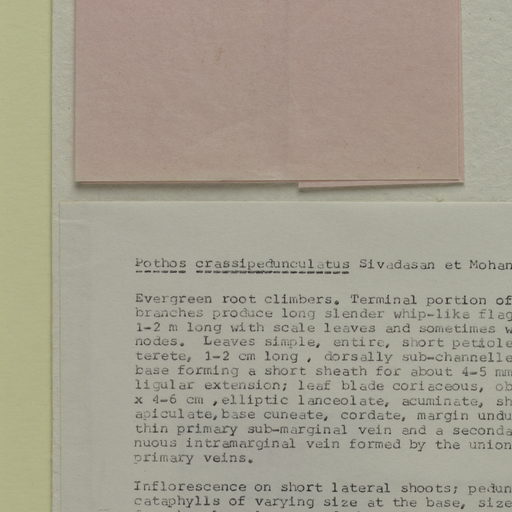 Pothos crassipedunculatus Sivadasan et Mohan
Evergreen root climbers. Terminal portion of
branches produce long slender whip-like flag
1-2 m long with scale leaves and sometimes w
nodes. Leaves simple, entire, short petiole
terete, 1-2 cm long , dorsally sub-channelle
base forming a short sheath for about 4-5 mm
ligular extension; leaf blade coriaceous, ob
x 4-6 cm ,elliptic lanceolate, acuminate, sh
apiculate,base cuneate, cordate, margin undu
thin primary sub-marginal vein and a seconda
nuous intramarginal vein formed by the union
primary veins.
Inflorescence on short lateral shoots; pedun
cataphylls of varying size at the base, size